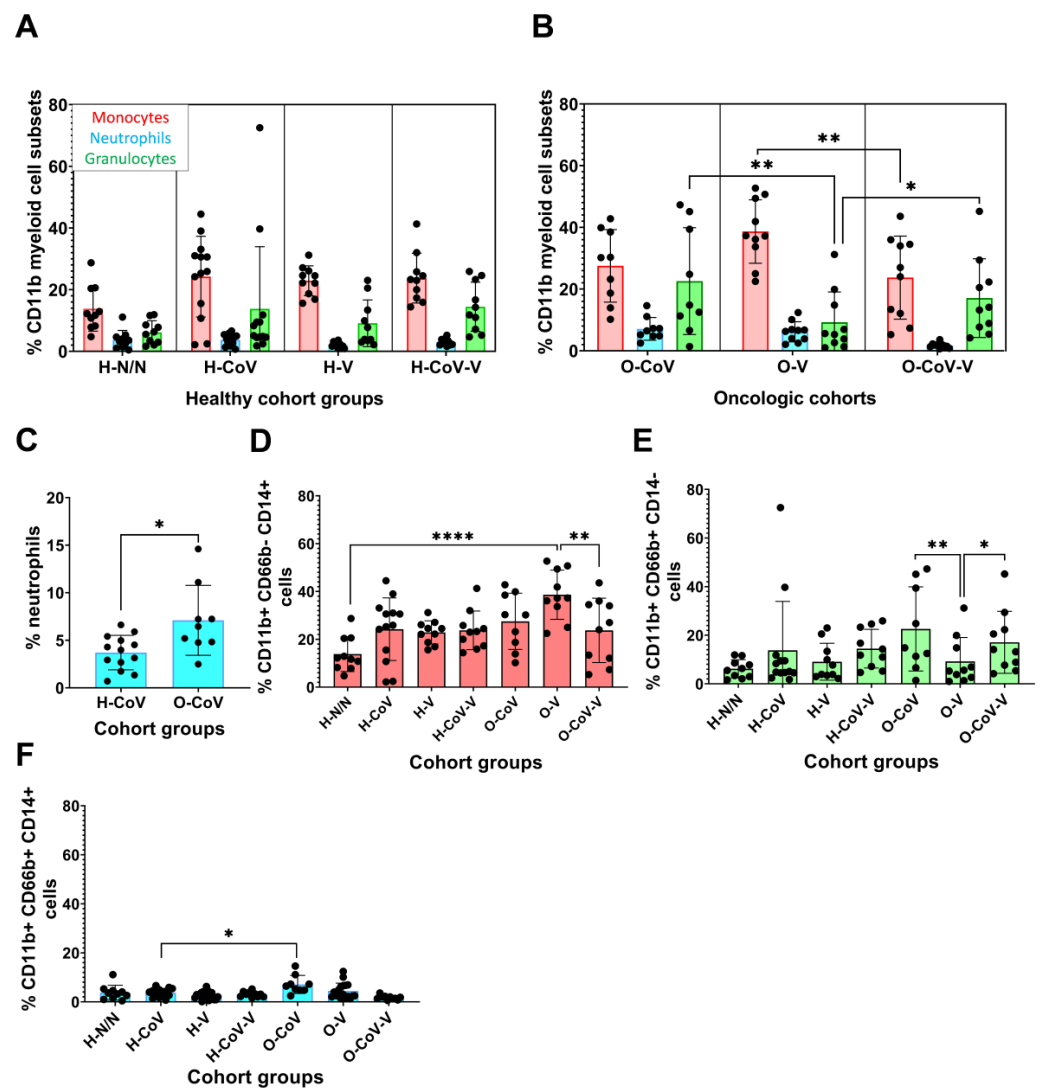 A
% CD11b myeloid cell subsets
80
60
40
20
0
Monocytes
Neutrophils
Granulocytes
H-N/N
H-CoV
H-V
H-CoV-V
Healthy cohort groups
B
% CD11b myeloid cell subsets
80
60
40
20
0
**
**
*
O-CoV
O-V
O-CoV-V
Oncologic cohorts
C
% neutrophils
20
15
10
5
0
*
H-CoV
O-CoV
Cohort groups
D
% CD11b+ CD66b- CD14+
cells
80
60
40
20
0
****
**
H-N/N
H-CoV
H-V
H-CoV-V
O-CoV
O-V
O-CoV-V
Cohort groups
E
% CD11b+ CD66b+ CD14-
cells
80
60
40
20
0
**
*
H-N/N
H-CoV
H-V
H-CoV-V
O-CoV
O-V
O-CoV-V
Cohort groups
F
% CD11b+ CD66b+ CD14+
cells
80
60
40
20
0
*
H-N/N
H-CoV
H-V
H-CoV-V
O-CoV
O-V
O-CoV-V
Cohort groups